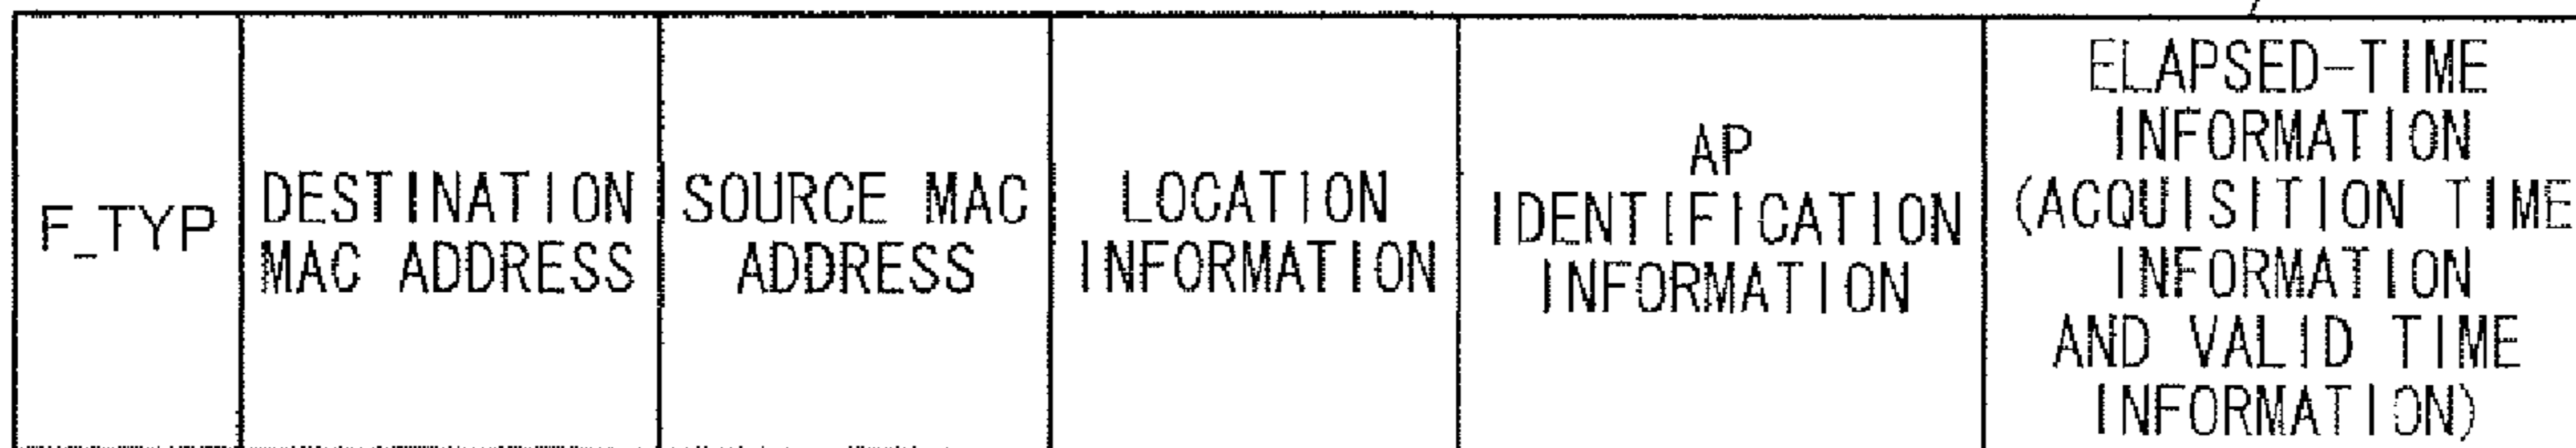 F_TYP
DESTINATION
MAC ADDRESS
SOURCE MAC
ADDRESS
LOCATION
INFORMATION
AP
IDENTIFICATION
INFORMATION
ELAPSED-TIME
INFORMATION
(ACQUISITION TIME
INFORMATION
AND VALID TIME
INFORMATION)